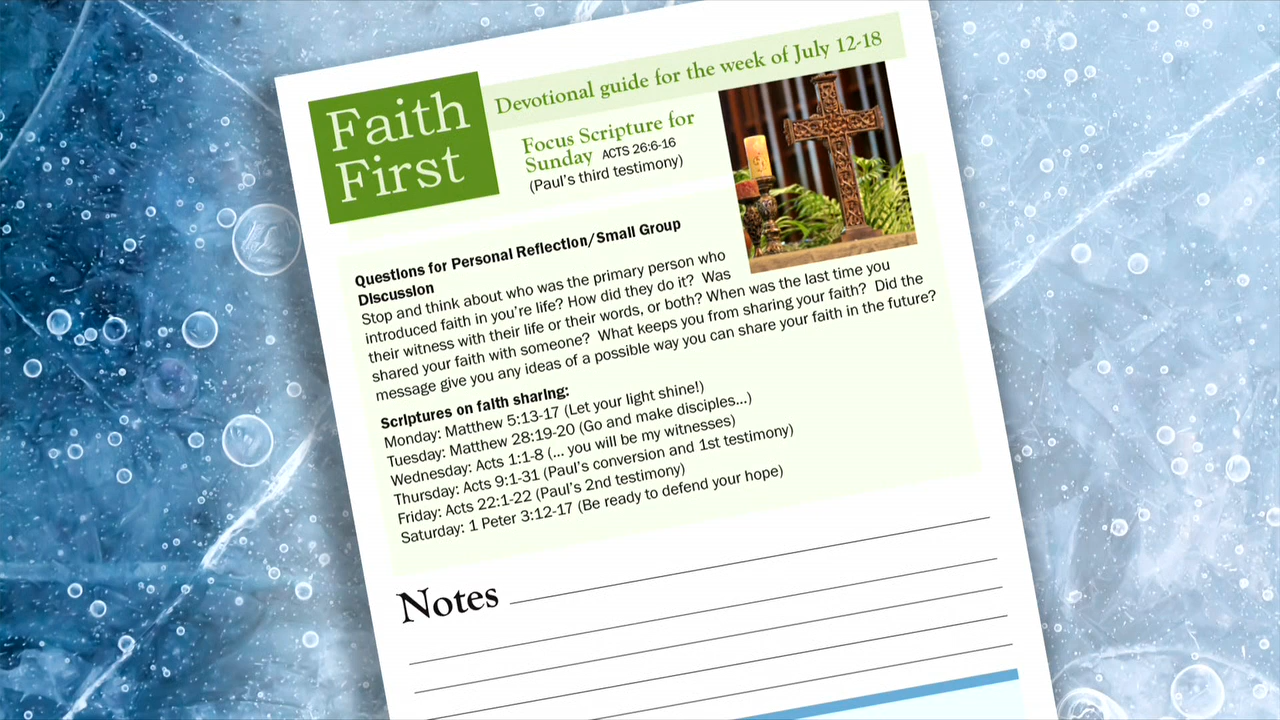 Faith
First
Devotional guide for the week of July 12-18
Focus Scripture for
Sunday ACTS 26:6-16
(Paul's third testimony)
Questions for Personal Reflection/Small Group
Discussion
Stop and think about who was the primary person who
introduced faith in you're life? How did they do it? Was
their witness with their life or their words, or both? When was the last time you
shared your faith with someone? What keeps you from sharing your faith? Did the
message give you any ideas of a possible way you can share your faith in the future?
Scriptures on faith sharing:
Monday: Matthew 5:13-17 (Let your light shine!)
Tuesday: Matthew 28:19-20 (Go and make disciples...)
Wednesday: Acts 1:1-8 (... you will be my witnesses)
Thursday: Acts 9:1-31 (Paul's conversion and 1st testimony)
Friday: Acts 22:1-22 (Paul's 2nd testimony)
Saturday: 1 Peter 3:12-17 (Be ready to defend your hope)
Notes